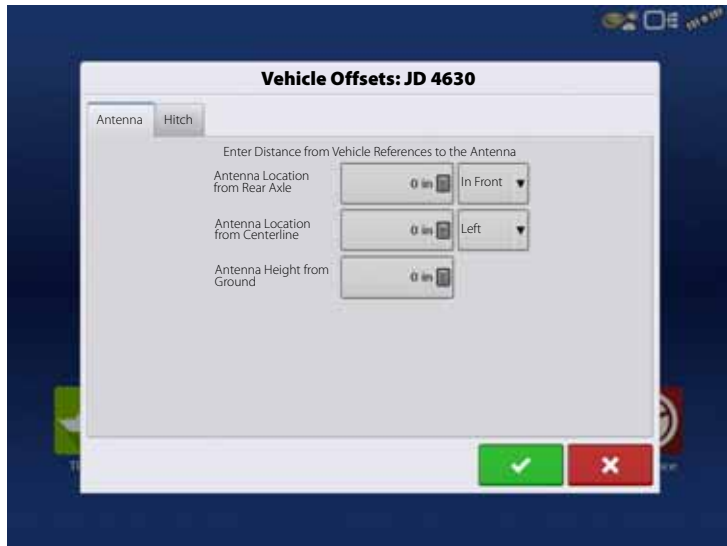 Vehicle Offsets: JD 4630
Antenna
Hitch
Enter Distance from Vehicle References to the Antenna
Antenna Location
from Rear Axle
0 in
In Front
Antenna Location
from Centerline
0 in
Left
Antenna Height from
Ground
0 in